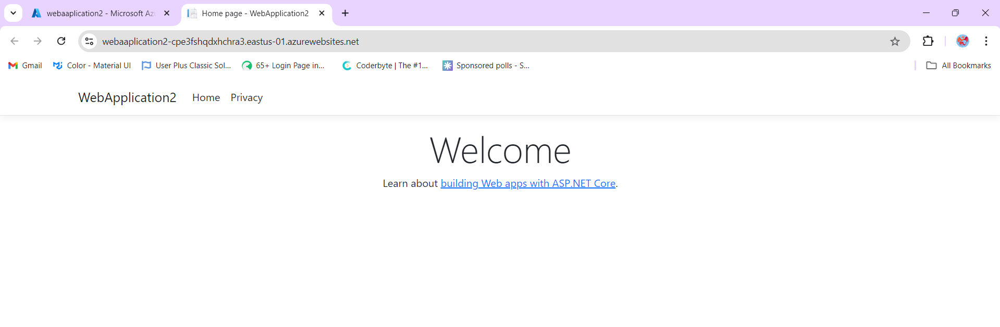 webaaplication2 - Microsoft Azu
Home page - WebApplication2
webaaplication2-cpe3fshqdxhchra3.eastus-01.azurewebsites.net
Gmail
Color - Material UI
User Plus Classic Sol...
65+ Login Page in...
Coderbyte | The #1...
Sponsored polls - S...
All Bookmarks
WebApplication2 Home Privacy
Welcome
Learn about building Web apps with ASP.NET Core.